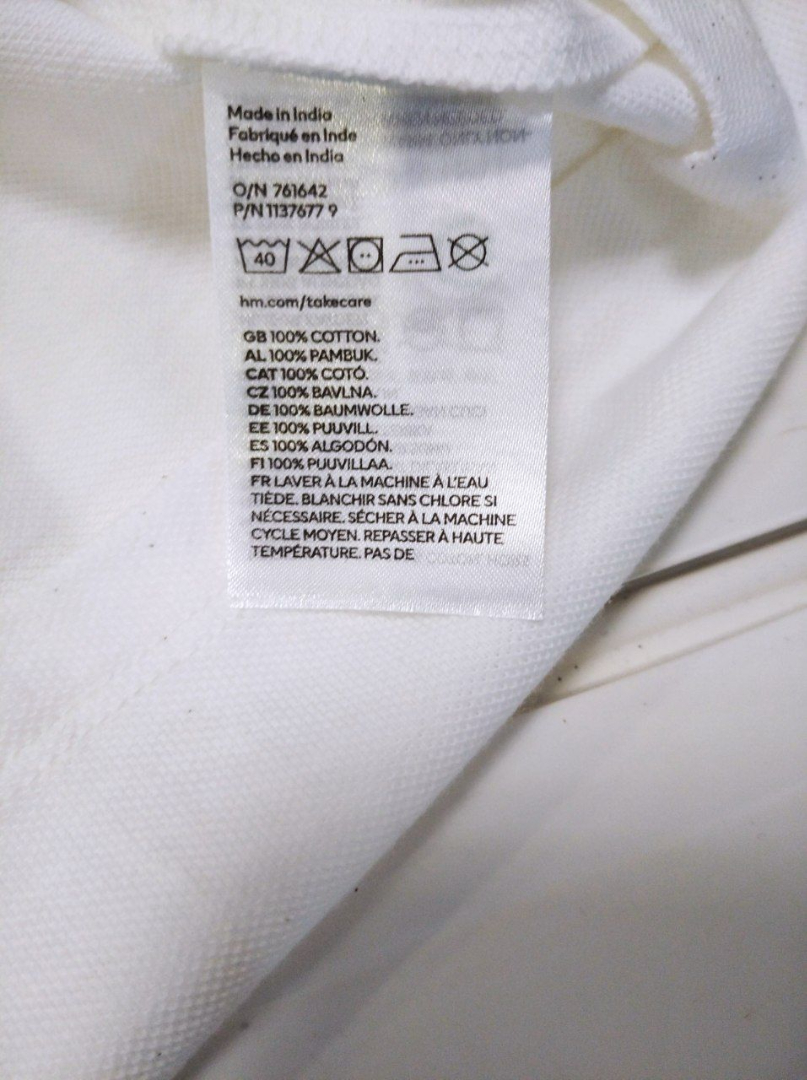 Made in India
Fabriqué en Inde
Hecho en India
O/N 761642
P/N 1137677 9
40
hm.com/takecare
GB 100% COTTON.
AL 100% PAMBUK.
CAT 100% COTÓ.
CZ 100% BAVLNA.
DE 100% BAUMWOLLE.
EE 100% PUUVILL.
ES 100% ALGODÓN.
FI 100% PUUVILLAA.
FR LAVER À LA MACHINE À L'EAU
TIÈDE. BLANCHIR SANS CHLORE SI
NÉCESSAIRE. SÉCHER À LA MACHINE
CYCLE MOYEN. REPASSER À HAUTE
TEMPÉRATURE. PAS DE